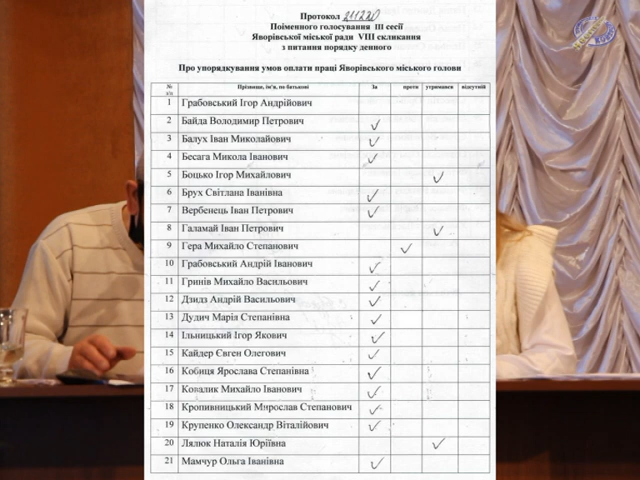 Протокол 211220
Поіменного голосування ІІІ сесії
Яворівської міської ради VIII скликання
з питання порядку денного
Про упорядкування умов оплати праці Яворівського міського голови
№ з/п Прізвище, ім'я, по батькові За проти утримався відсутній
1 Грабовський Ігор Андрійович
2 Байда Володимир Петрович ✓
3 Балух Іван Миколайович ✓
4 Бесага Микола Іванович ✓
5 Боцько Ігор Михайлович ✓
6 Брух Світлана Іванівна ✓
7 Вербенець Іван Петрович ✓
8 Галамай Іван Петрович ✓
9 Гера Михайло Степанович ✓
10 Грабовський Андрій Іванович ✓
11 Гринів Михайло Васильович ✓
12 Дзидз Андрій Васильович ✓
13 Дудич Марія Степанівна ✓
14 Ільницький Ігор Якович ✓
15 Кайдер Євген Олегович ✓
16 Кобиця Ярослава Степанівна ✓
17 Ковалик Михайло Іванович ✓
18 Кропивницький Мирослав Степанович ✓
19 Крупенко Олександр Віталійович ✓
20 Лялюк Наталія Юріївна ✓
21 Мамчур Ольга Іванівна ✓